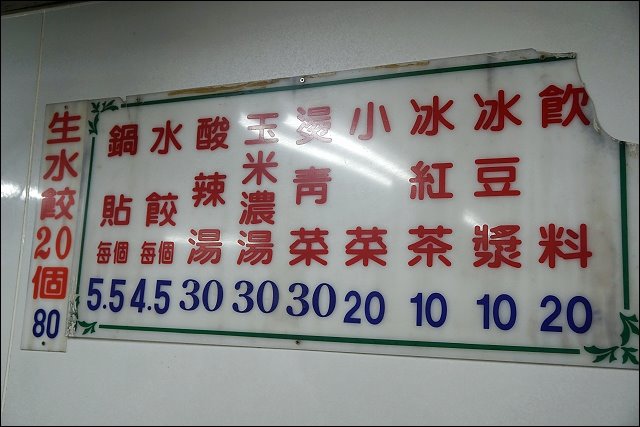 生水餃20個 80
鍋貼 每個 5.5
水餃 每個 4.5
酸辣湯 30
玉米濃湯 30
燙青菜 30
小菜 20
冰紅茶 10
冰豆漿 10
飲料 20